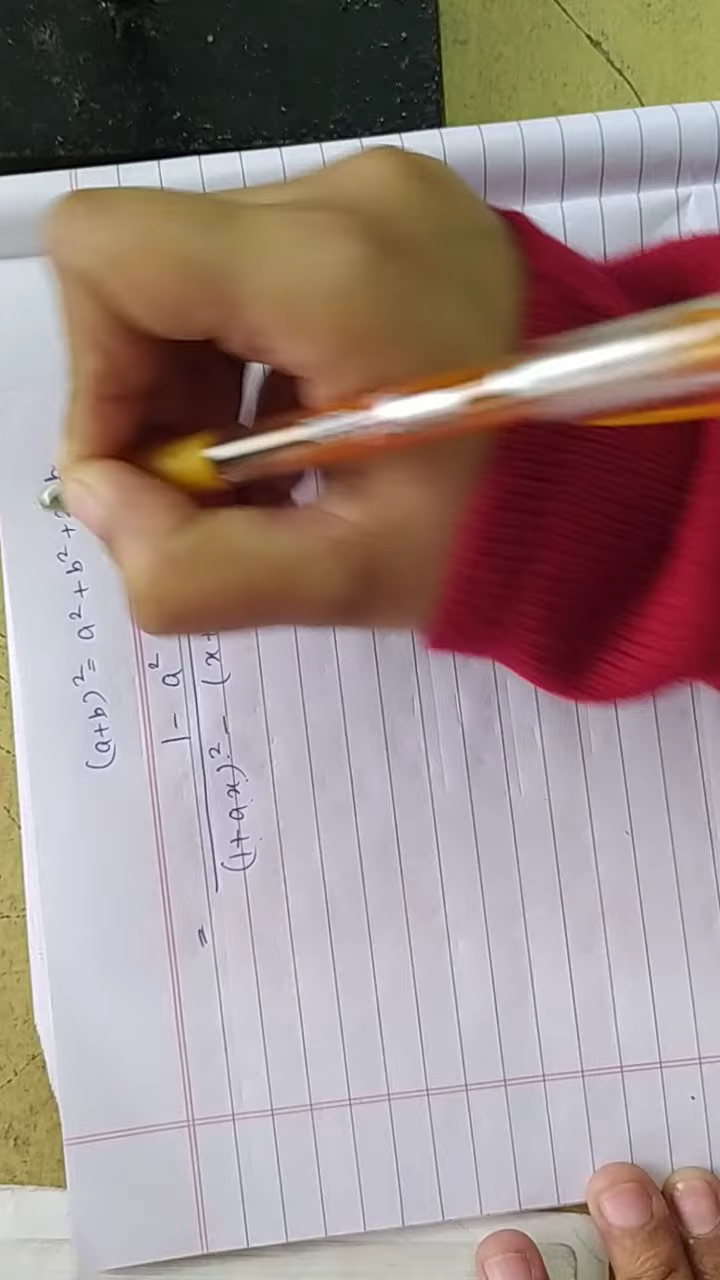 (a+b)² = a² + b² +
1 - a²
= (1+ax)² - (x+